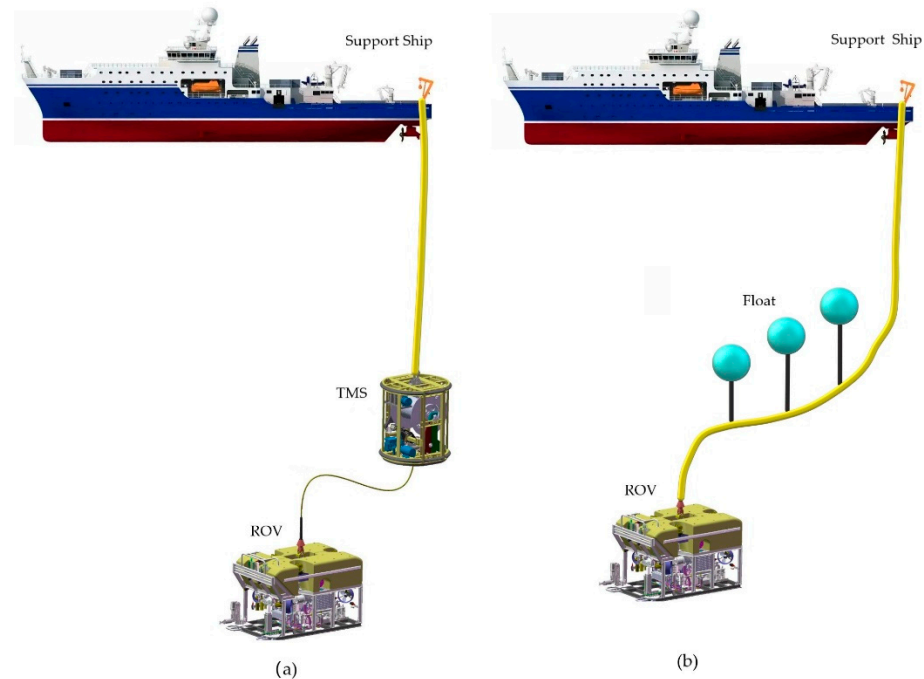 Support Ship
TMS
ROV
(a)
Support Ship
Float
ROV
(b)